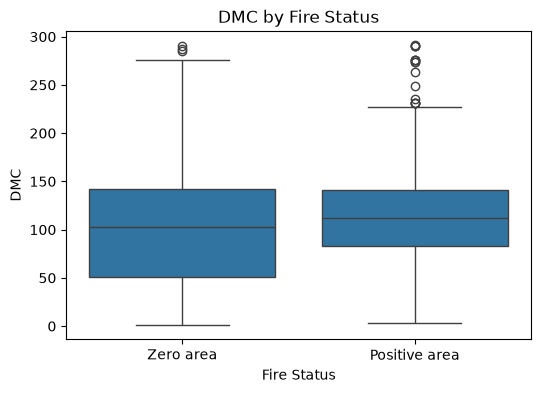 DMC by Fire Status
300
250
200
150
100
50
0
DMC
Zero area
Positive area
Fire Status